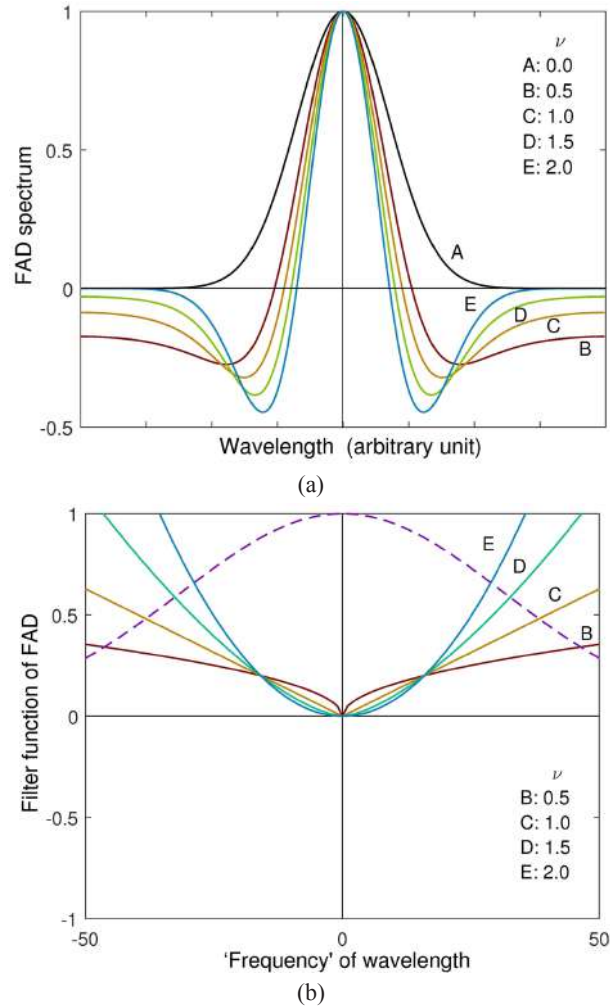 1
0.5
0
-0.5
FAD spectrum
ν
A: 0.0
B: 0.5
C: 1.0
D: 1.5
E: 2.0
A
E
D
C
B
Wavelength (arbitrary unit)
(a)
1
0.5
0
-0.5
-1
Filter function of FAD
E
D
C
B
ν
B: 0.5
C: 1.0
D: 1.5
E: 2.0
-50
0
50
'Frequency' of wavelength
(b)